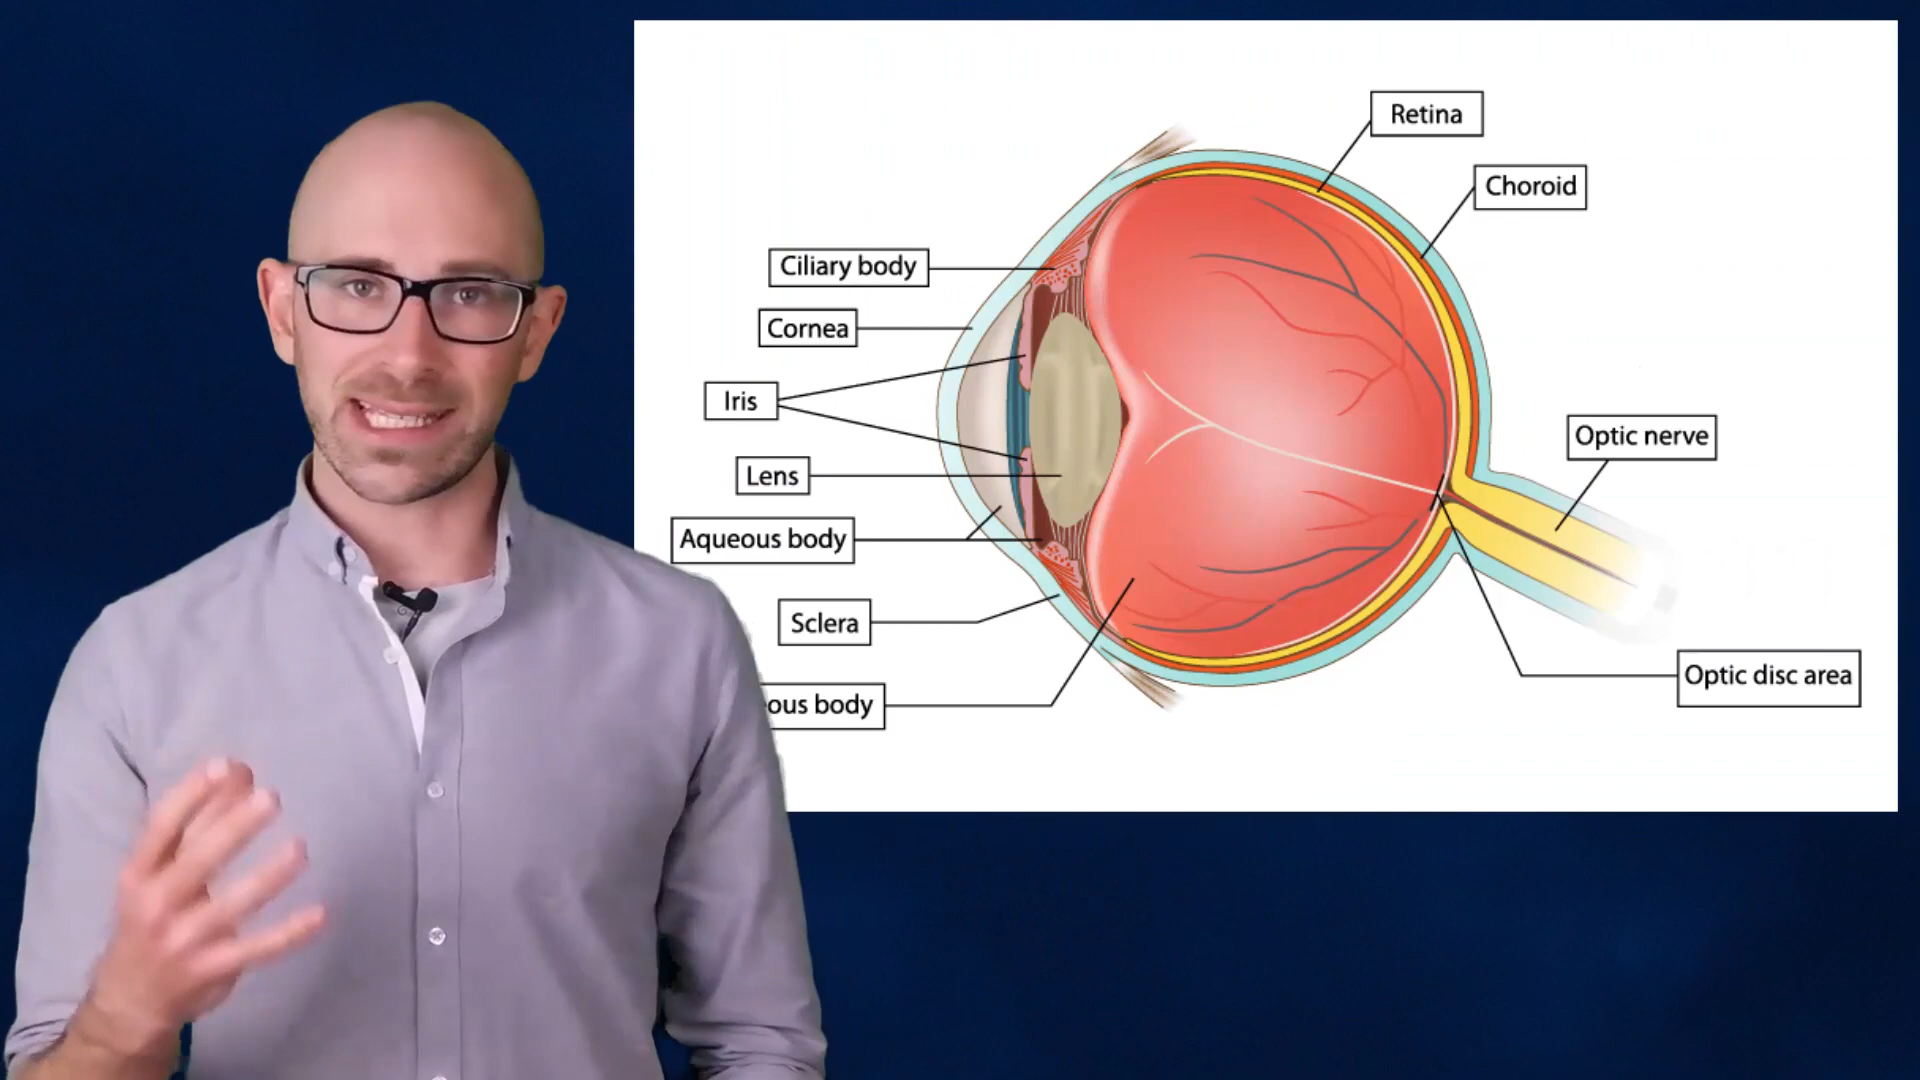 Retina
Choroid
Ciliary body
Cornea
Iris
Optic nerve
Lens
Aqueous body
Sclera
Optic disc area
ous body